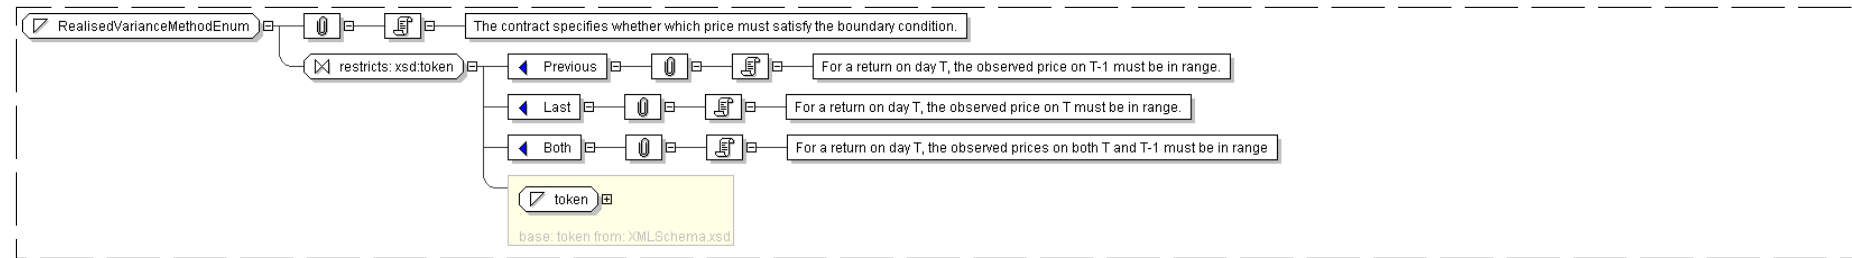 RealisedVarianceMethodEnum The contract specifies whether which price must satisfy the boundary condition.
restricts: xsd:token Previous For a return on day T, the observed price on T-1 must be in range.
Last For a return on day T, the observed price on T must be in range.
Both For a return on day T, the observed prices on both T and T-1 must be in range
token
base: token from: XMLSchema.xsd